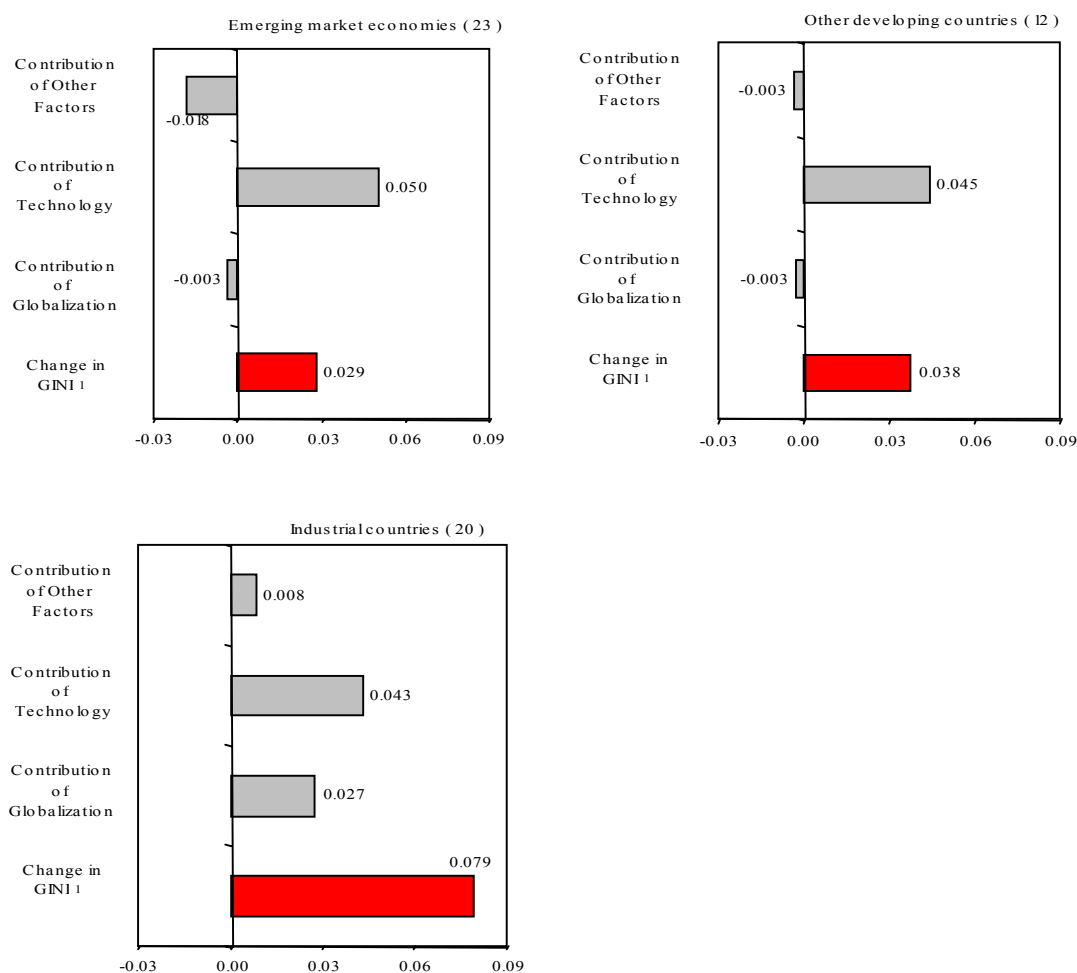 Emerging market economies ( 23 )
Contribution
of Other
Factors
-0.018
Contribution
of
Technology
0.050
Contribution
of
Globalization
-0.003
Change in
GINI 1
0.029
-0.03 0.00 0.03 0.06 0.09
Other developing countries ( 12 )
Contribution
of Other
Factors
-0.003
Contribution
of
Technology
0.045
Contribution
of
Globalization
-0.003
Change in
GINI 1
0.038
-0.03 0.00 0.03 0.06 0.09
Industrial countries ( 20 )
Contribution
of Other
Factors
0.008
Contribution
of
Technology
0.043
Contribution
of
Globalization
0.027
Change in
GINI 1
0.079
-0.03 0.00 0.03 0.06 0.09